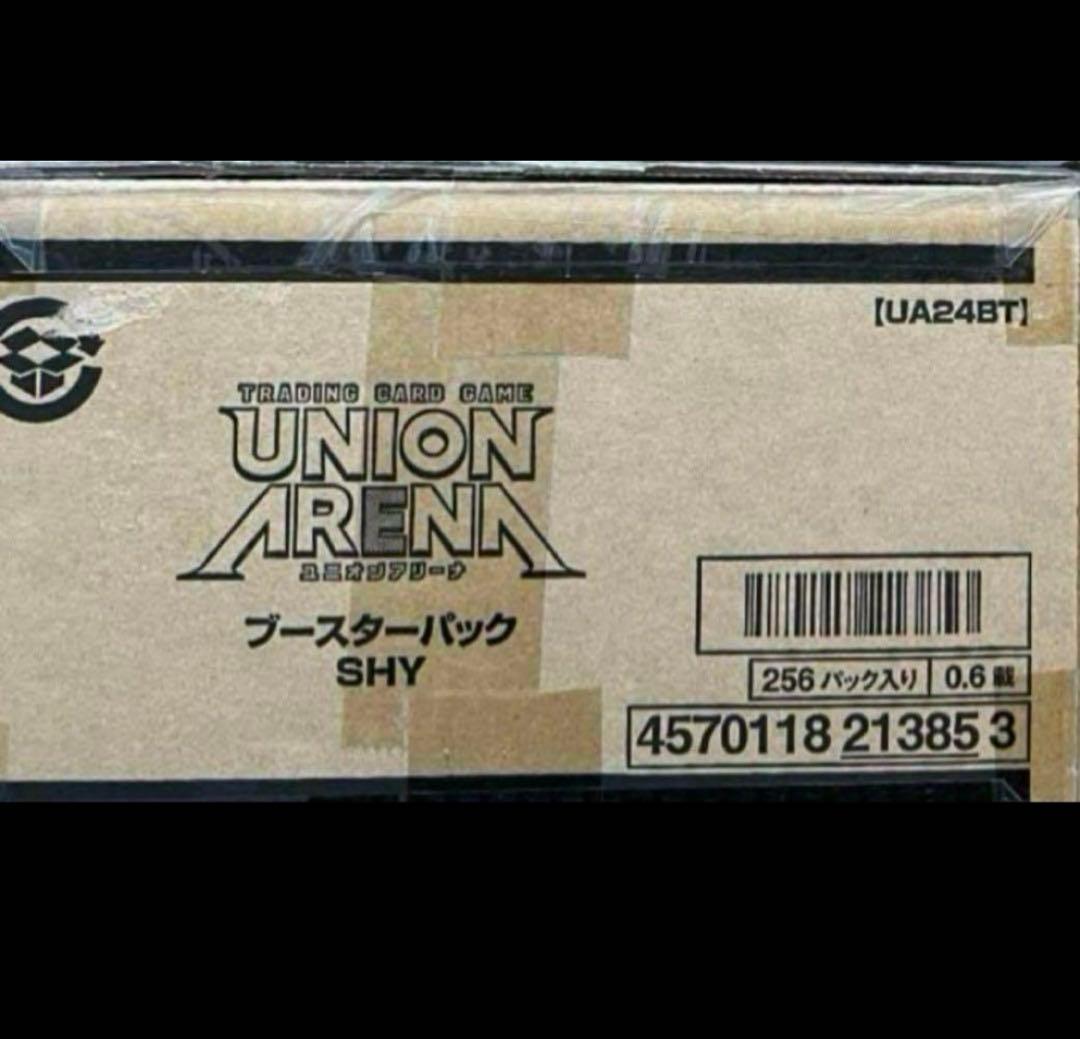 【UA24BT】
TRADING CARD GAME
UNION
ARENA
ユニオンアリーナ
ブースターパック
SHY
256 パック入り 0.6 載
4570118 21385 3